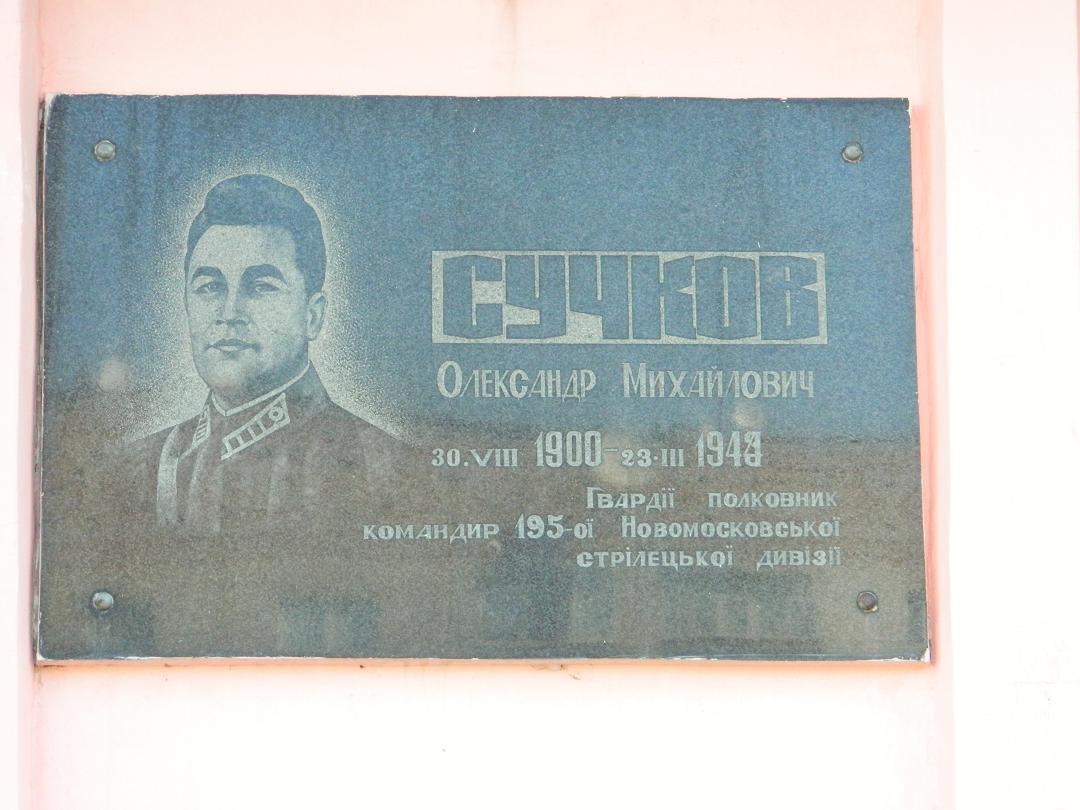 СУЧКОВ
Олександр Михайлович
30.VIII 1900-23.III
Гвардії полковник
командир 195-ої Новомосковської
стрілецької дивізії